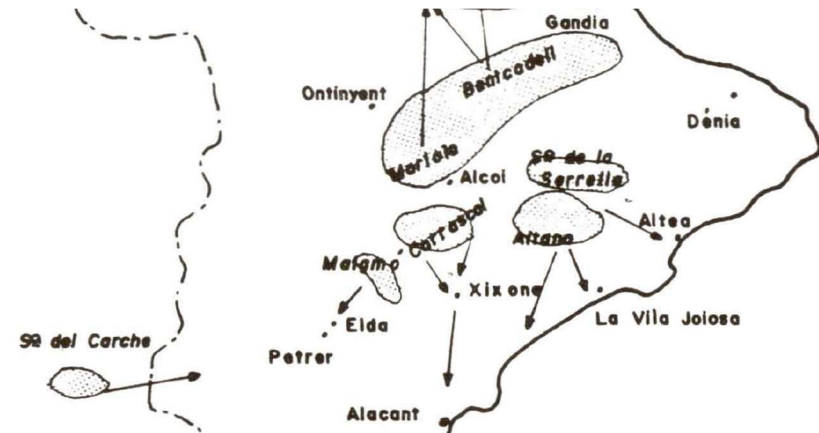 Gandia
Benicadell
Ontinyent
Dénia
Mariola
Sª de la
Serrella
Alcoi
Carrascal
Altea
Aitana
Maigmo
Xixona
La Vila Joiosa
Elda
Sª del Carche
Petrer
Alacant